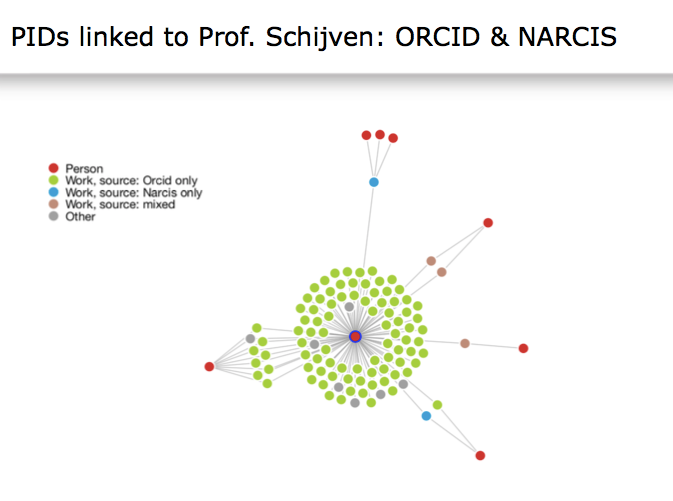 PIDs linked to Prof. Schijven: ORCID & NARCIS
Person
Work, source: Orcid only
Work, source: Narcis only
Work, source: mixed
Other